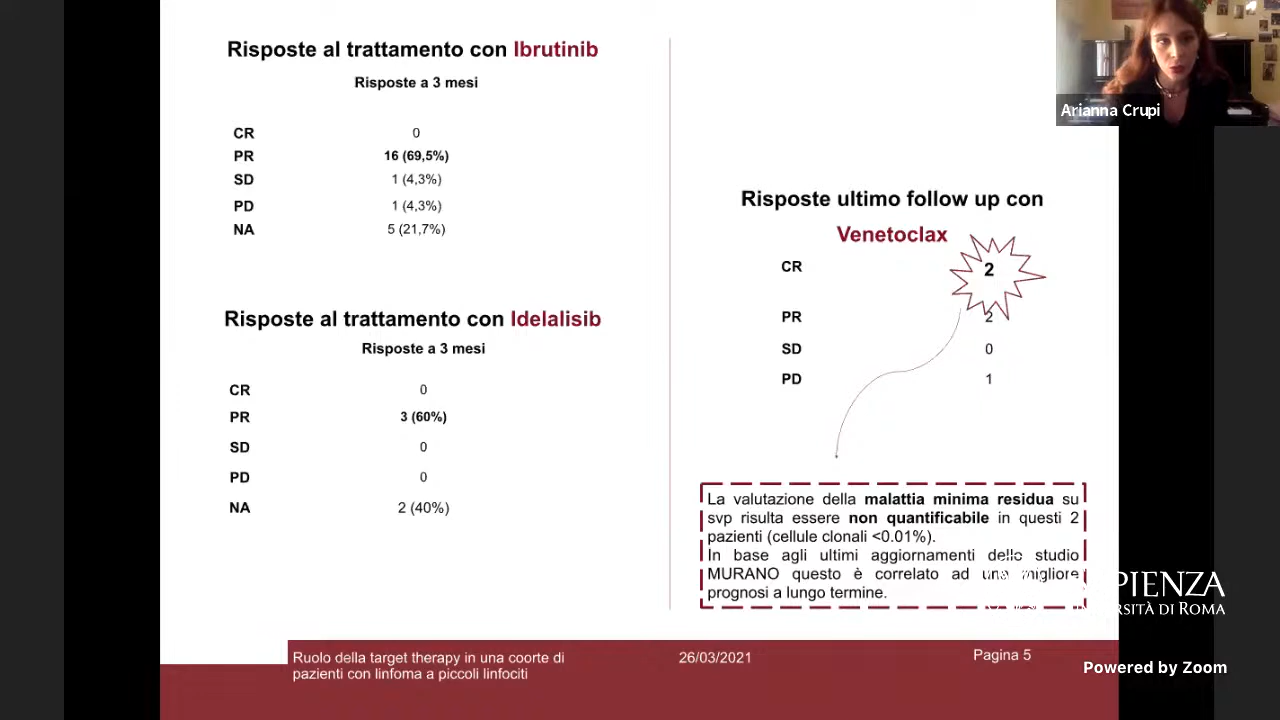 Risposte al trattamento con Ibrutinib
Risposte a 3 mesi
CR 0
PR 16 (69,5%)
SD 1 (4,3%)
PD 1 (4,3%)
NA 5 (21,7%)
Risposte al trattamento con Idelalisib
Risposte a 3 mesi
CR 0
PR 3 (60%)
SD 0
PD 0
NA 2 (40%)
Arianna Crupi
Risposte ultimo follow up con
Venetoclax
CR 2
PR 2
SD 0
PD 1
La valutazione della malattia minima residua su
svp risulta essere non quantificabile in questi 2
pazienti (cellule clonali <0.01%).
In base agli ultimi aggiornamenti dello studio
MURANO questo è correlato ad una migliore
prognosi a lungo termine.
Ruolo della target therapy in una coorte di
pazienti con linfoma a piccoli linfociti
26/03/2021
Pagina 5
PIENZA
RSITÀ DI ROMA
Powered by Zoom